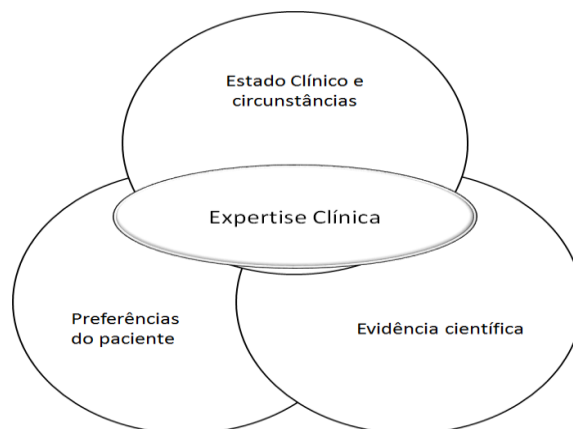 Estado Clínico e
circunstâncias
Expertise Clínica
Preferências
do paciente
Evidência científica